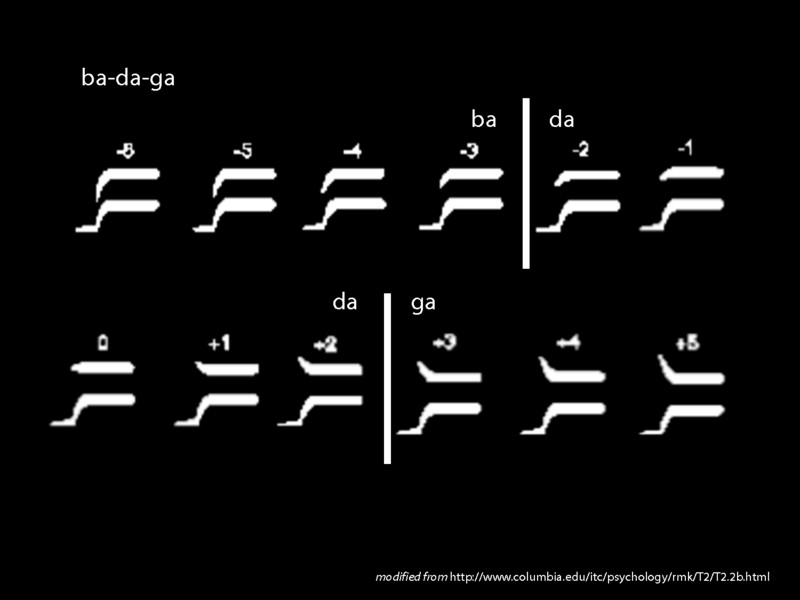 ba-da-ga
ba da
-6 -5 -4 -3 -2 -1
da ga
0 +1 +2 +3 +4 +5
modified from http://www.columbia.edu/itc/psychology/rmk/T2/T2.2b.html